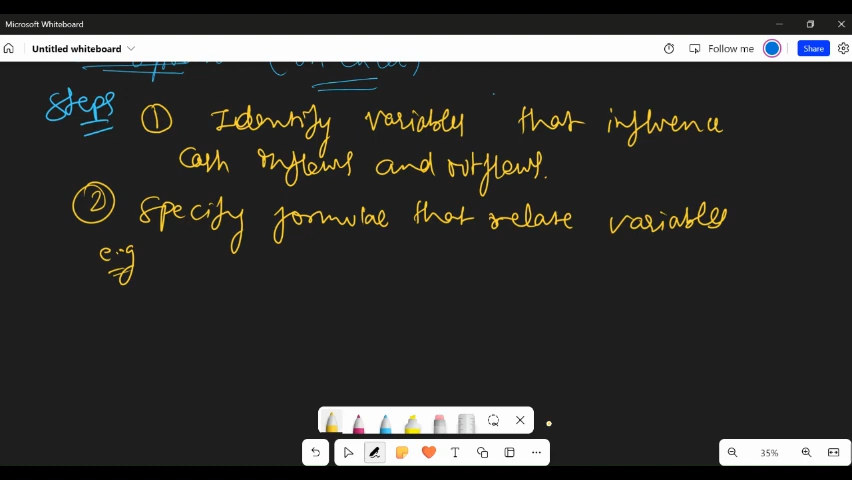 Microsoft Whiteboard
Untitled whiteboard
Follow me
Share
Steps
① Identify variables that influence
Cash inflows and outflows.
② Specify formulae that relate variables
e.g
35%